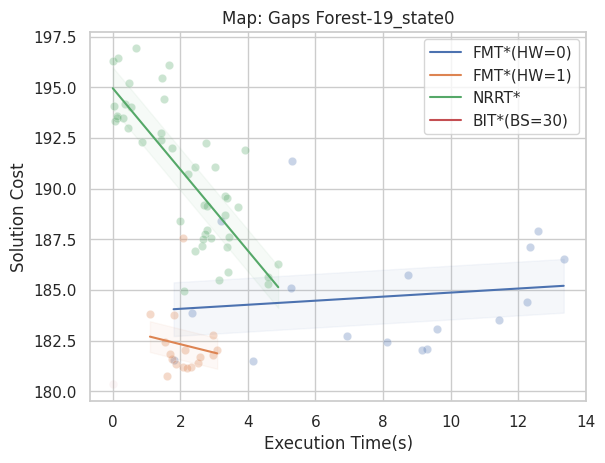 Map: Gaps Forest-19_state0
197.5
195.0
192.5
190.0
187.5
185.0
182.5
180.0
Solution Cost
FMT*(HW=0)
FMT*(HW=1)
NRRT*
BIT*(BS=30)
0 2 4 6 8 10 12 14
Execution Time(s)